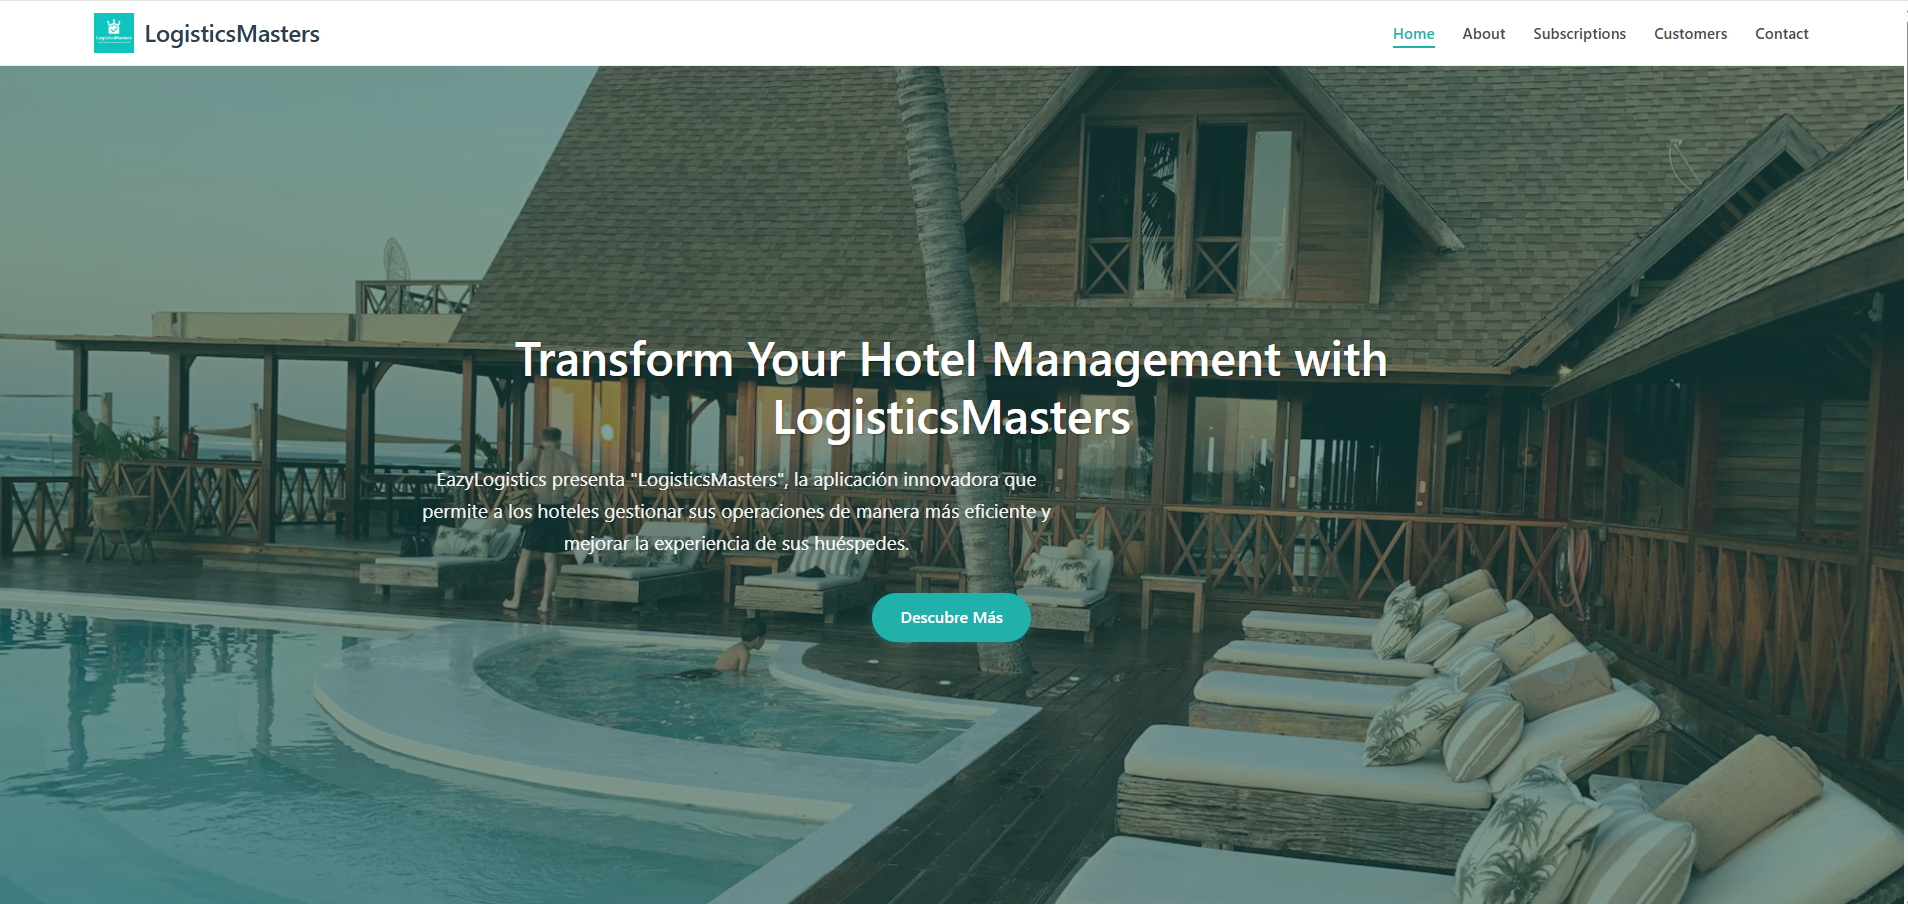 LogisticsMasters
LogisticsMasters
Home
About
Subscriptions
Customers
Contact
Transform Your Hotel Management with
LogisticsMasters
EazyLogistics presenta "LogisticsMasters", la aplicación innovadora que
permite a los hoteles gestionar sus operaciones de manera más eficiente y
mejorar la experiencia de sus huéspedes.
Descubre Más